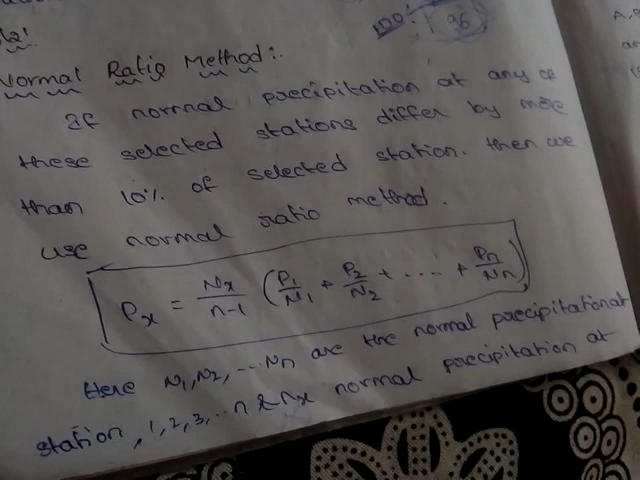 96
Normal Ratio Method:.
If normal precipitation at any of
these selected stations differ by more
than 10% of selected station. then we
use normal ratio method.
Px = Nx/n-1 (P1/N1 + P2/N2 + .... + Pn/Nn)
Here N1, N2, ... Nn are the normal precipitation at
station, 1, 2, 3, .. n & Nx normal precipitation at